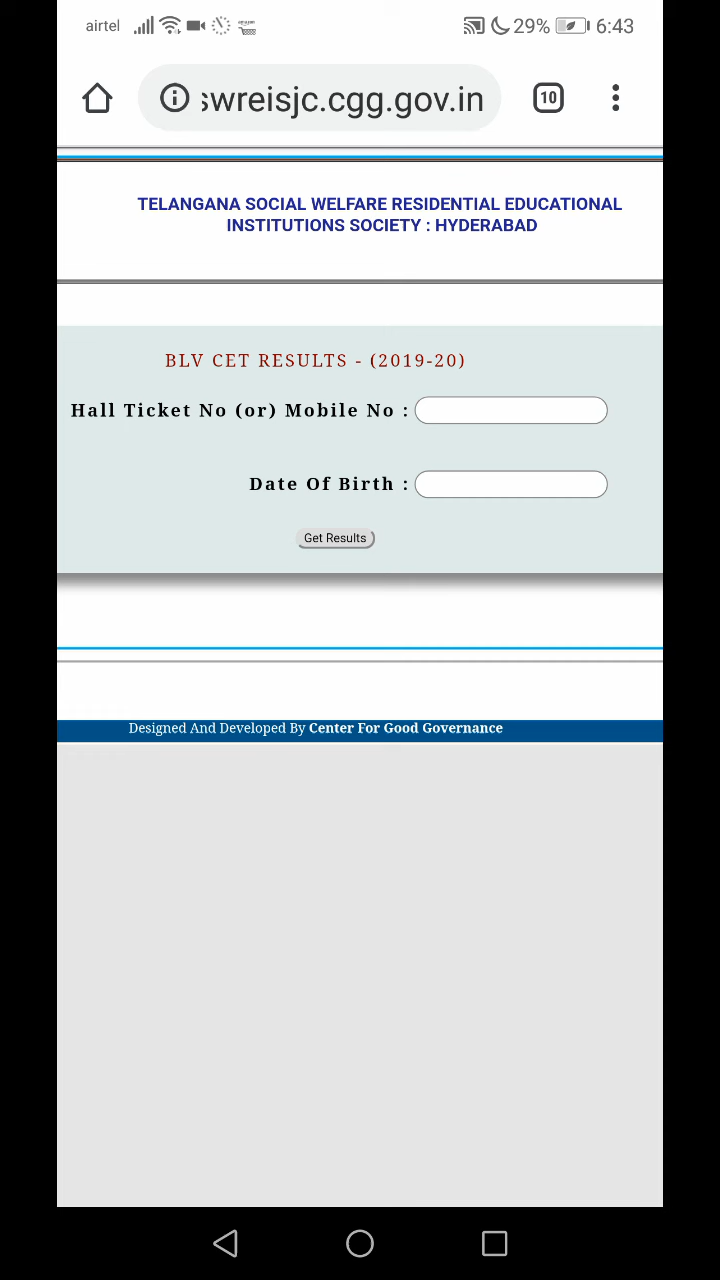 airtel 29% 6:43
swreisjc.cgg.gov.in 10
TELANGANA SOCIAL WELFARE RESIDENTIAL EDUCATIONAL
INSTITUTIONS SOCIETY : HYDERABAD
BLV CET RESULTS - (2019-20)
Hall Ticket No (or) Mobile No :
Date Of Birth :
Get Results
Designed And Developed By Center For Good Governance